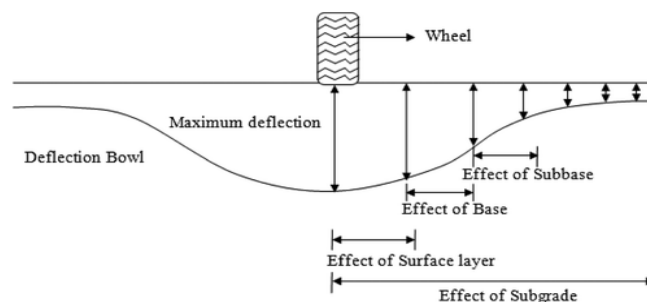 Wheel
Maximum deflection
Deflection Bowl
Effect of Subbase
Effect of Base
Effect of Surface layer
Effect of Subgrade